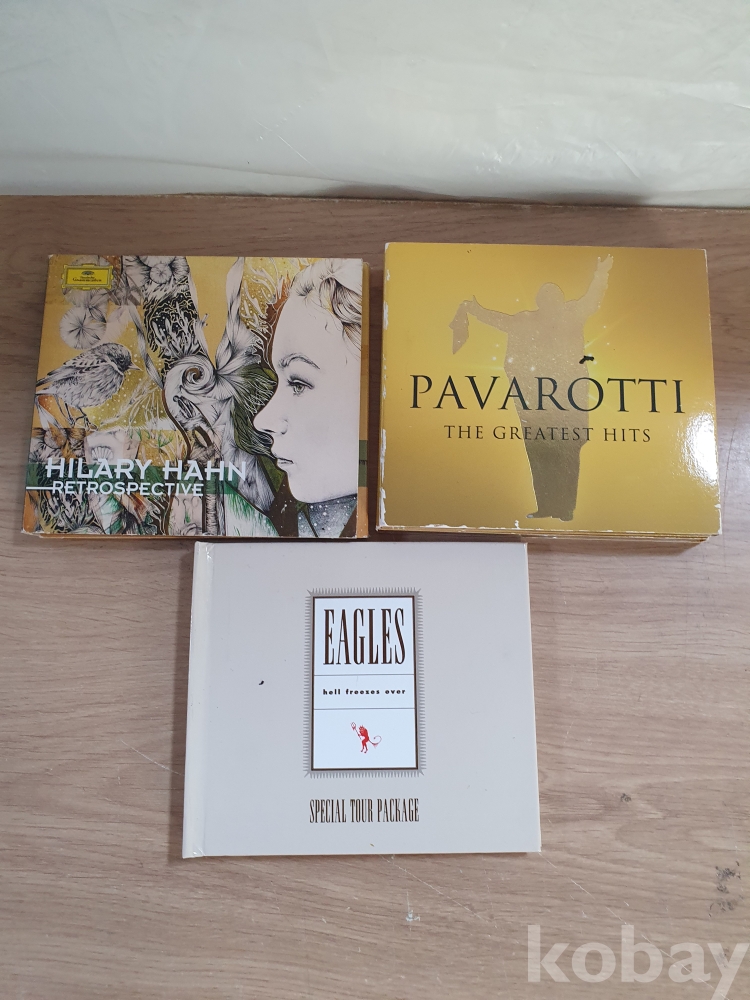 HILARY HAHN
RETROSPECTIVE
PAVAROTTI
THE GREATEST HITS
EAGLES
hell freezes over
SPECIAL TOUR PACKAGE
kobay